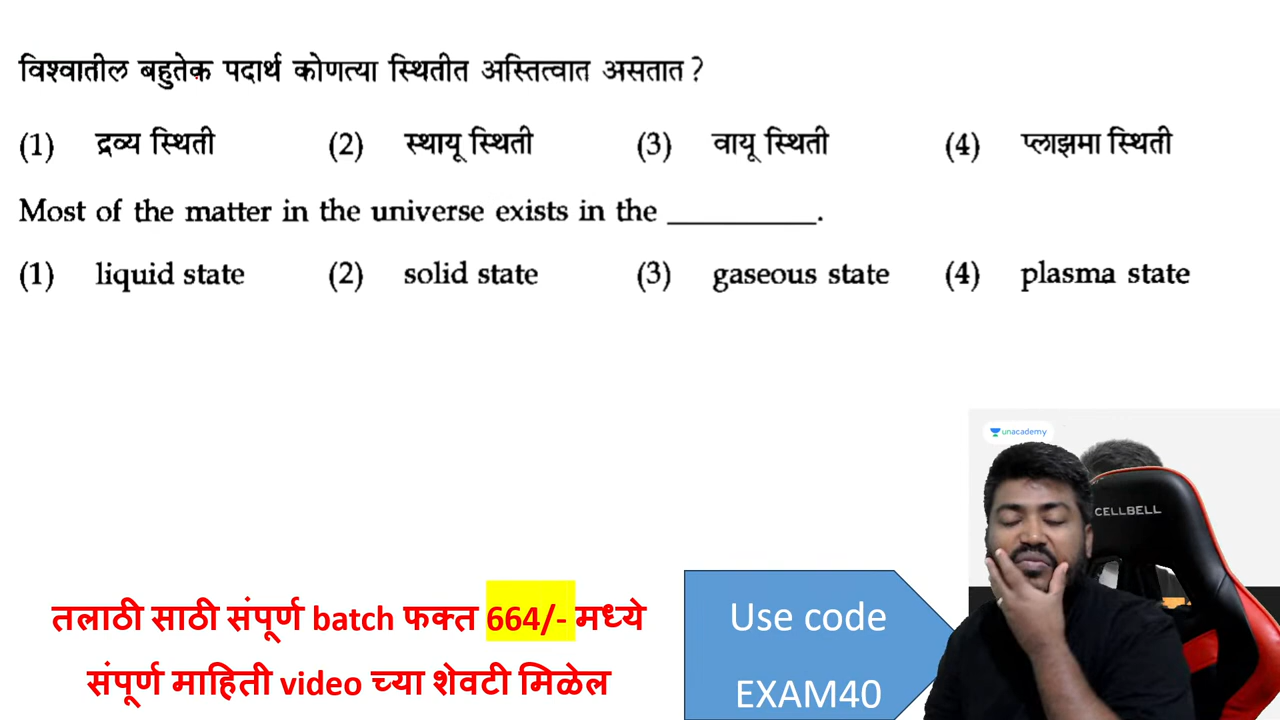 विश्वातील बहुतेक पदार्थ कोणत्या स्थितीत अस्तित्वात असतात ?
(1) द्रव्य स्थिती (2) स्थायू स्थिती (3) वायू स्थिती (4) प्लाझमा स्थिती
Most of the matter in the universe exists in the __________.
(1) liquid state (2) solid state (3) gaseous state (4) plasma state
unacademy
CELLBELL
तलाठी साठी संपूर्ण batch फक्त 664/- मध्ये
संपूर्ण माहिती video च्या शेवटी मिळेल
Use code
EXAM40